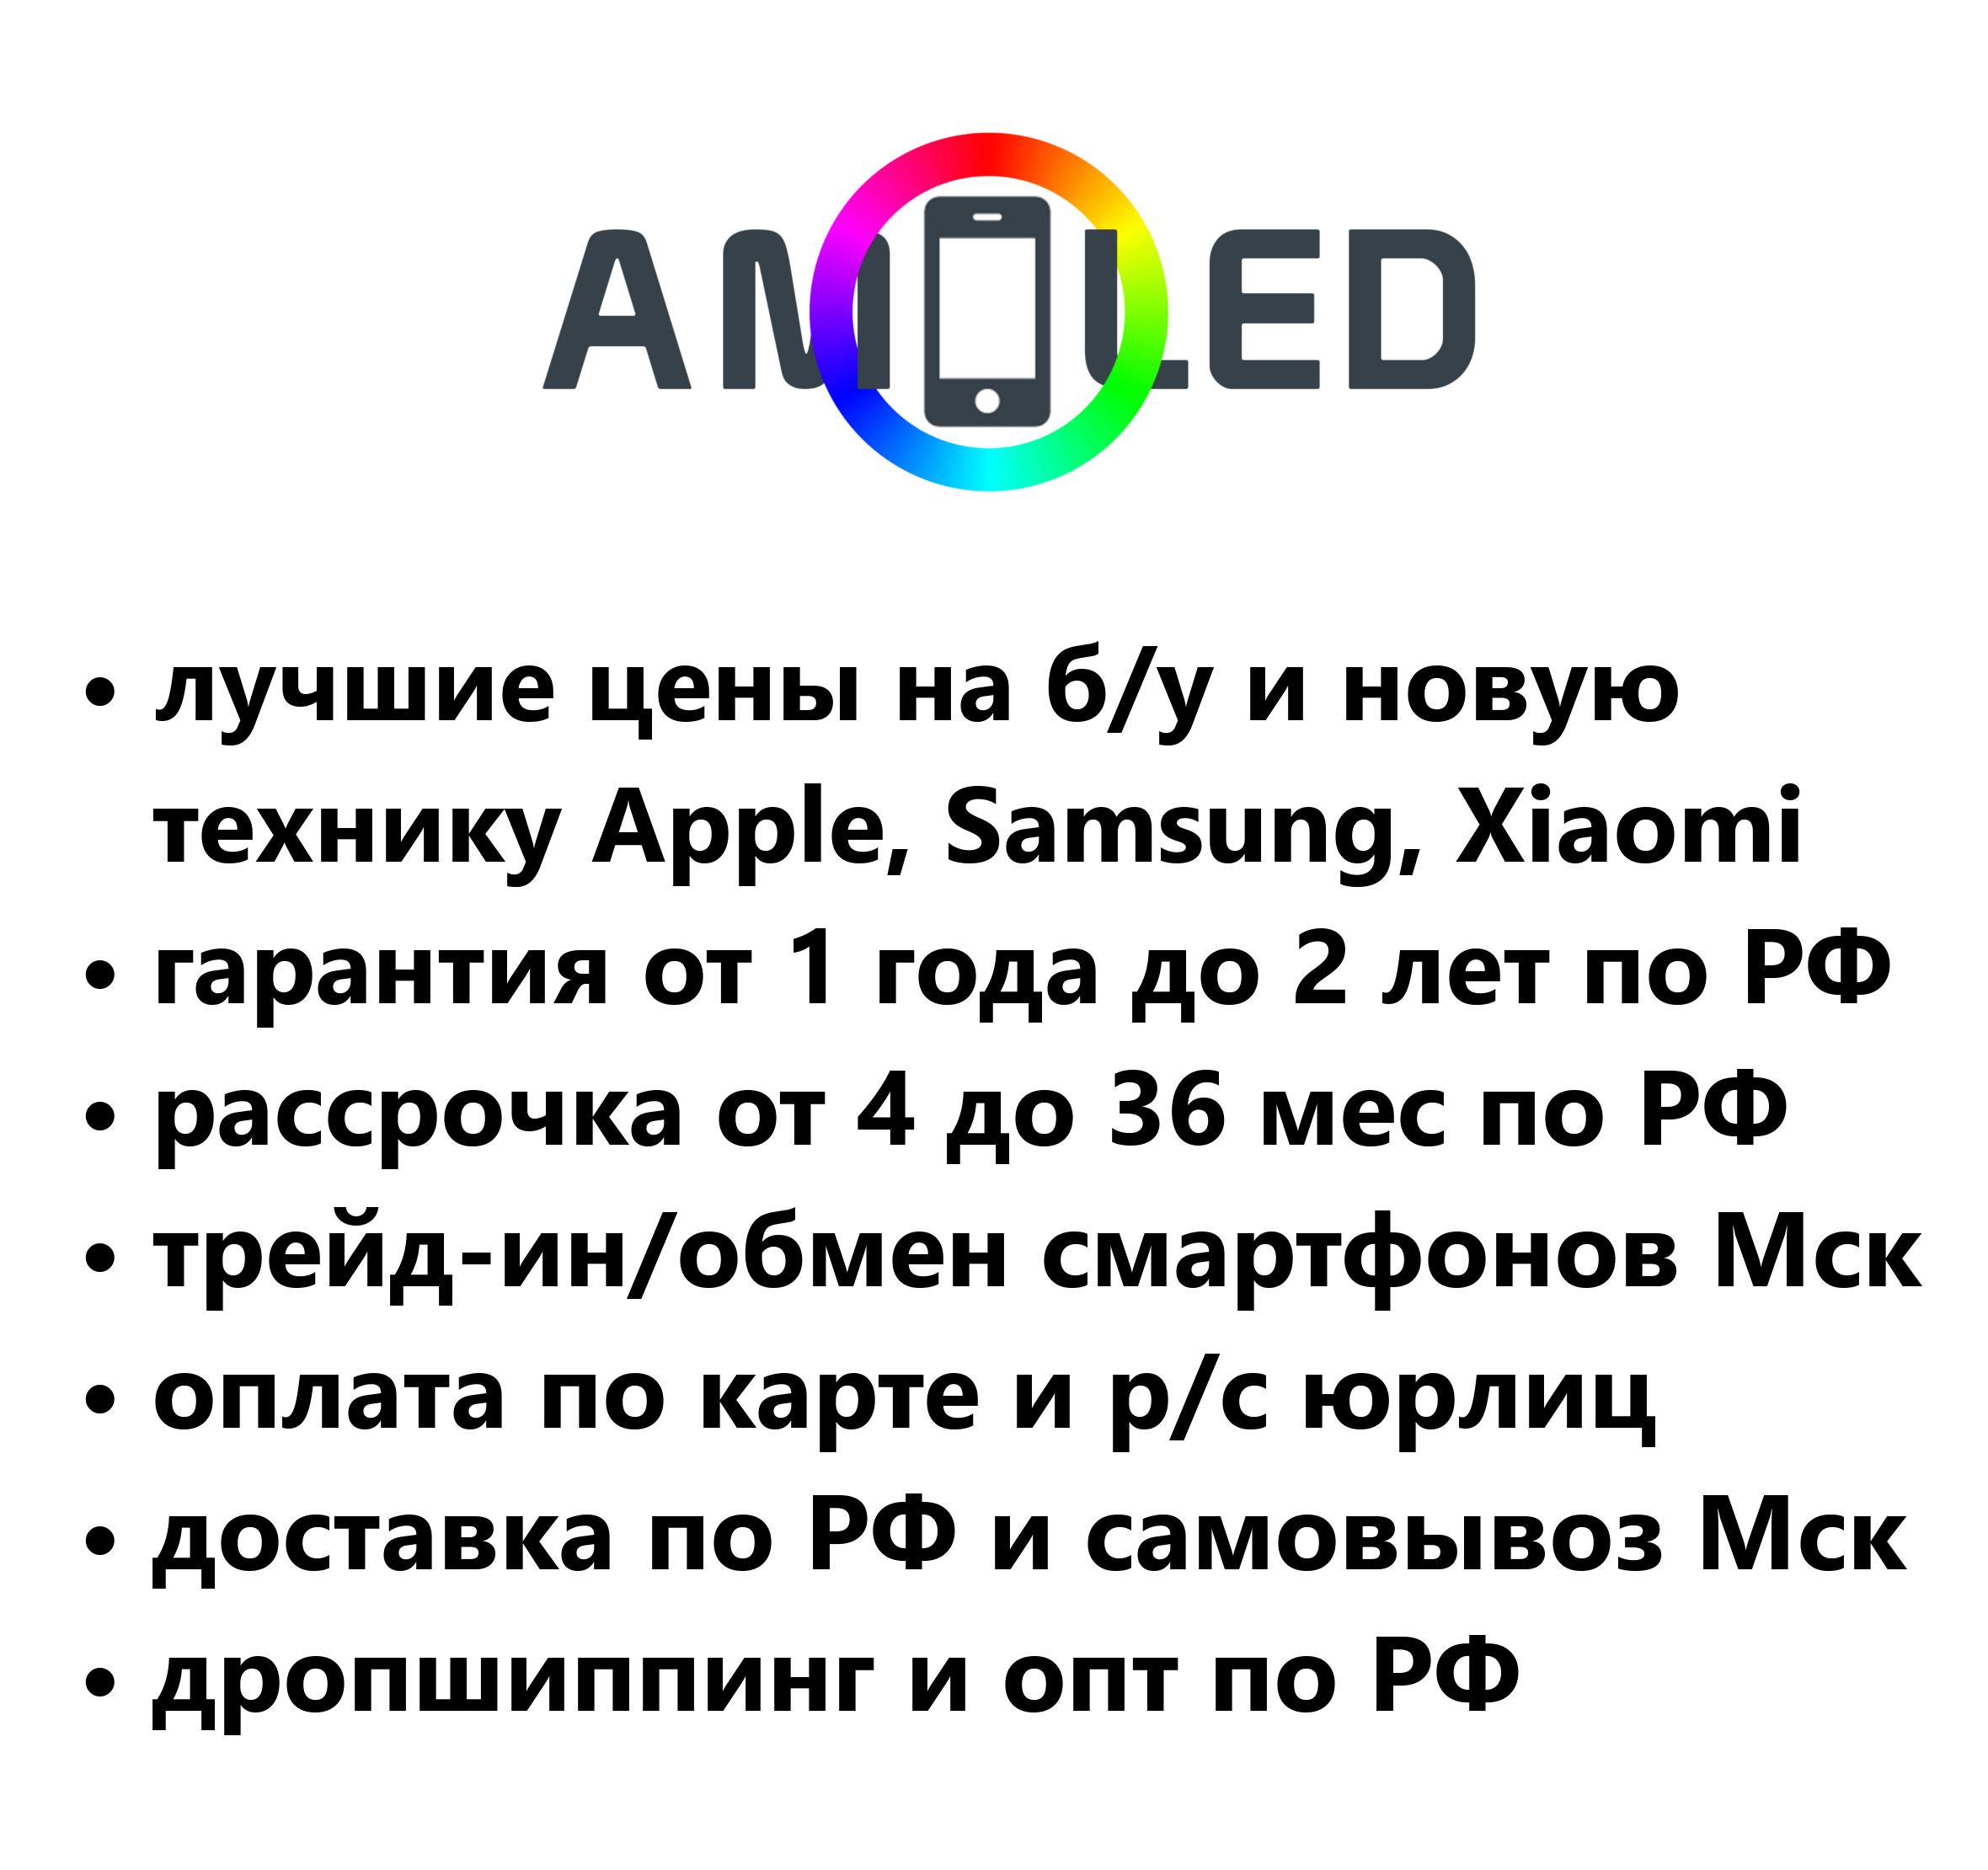 AMOLED
• лучшие цены на б/у и новую
технику Apple, Samsung, Xiaomi
• гарантия от 1 года до 2 лет по РФ
• рассрочка от 4 до 36 мес по РФ
• трейд-ин/обмен смартфонов Мск
• оплата по карте и р/с юрлиц
• доставка по РФ и самовывоз Мск
• дропшиппинг и опт по РФ